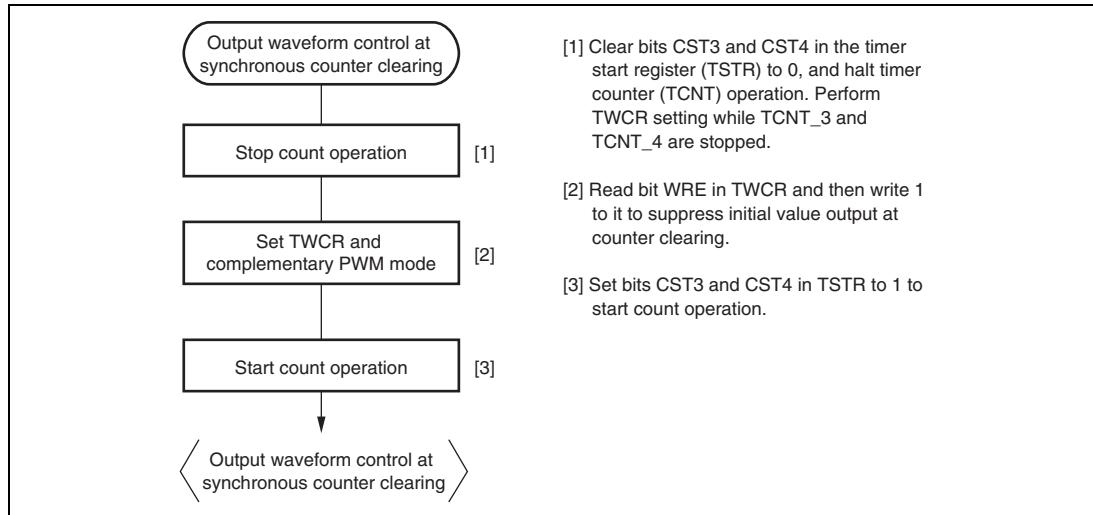 Output waveform control at
synchronous counter clearing
Stop count operation
[1]
Set TWCR and
complementary PWM mode
[2]
Start count operation
[3]
Output waveform control at
synchronous counter clearing
[1] Clear bits CST3 and CST4 in the timer
start register (TSTR) to 0, and halt timer
counter (TCNT) operation. Perform
TWCR setting while TCNT_3 and
TCNT_4 are stopped.
[2] Read bit WRE in TWCR and then write 1
to it to suppress initial value output at
counter clearing.
[3] Set bits CST3 and CST4 in TSTR to 1 to
start count operation.